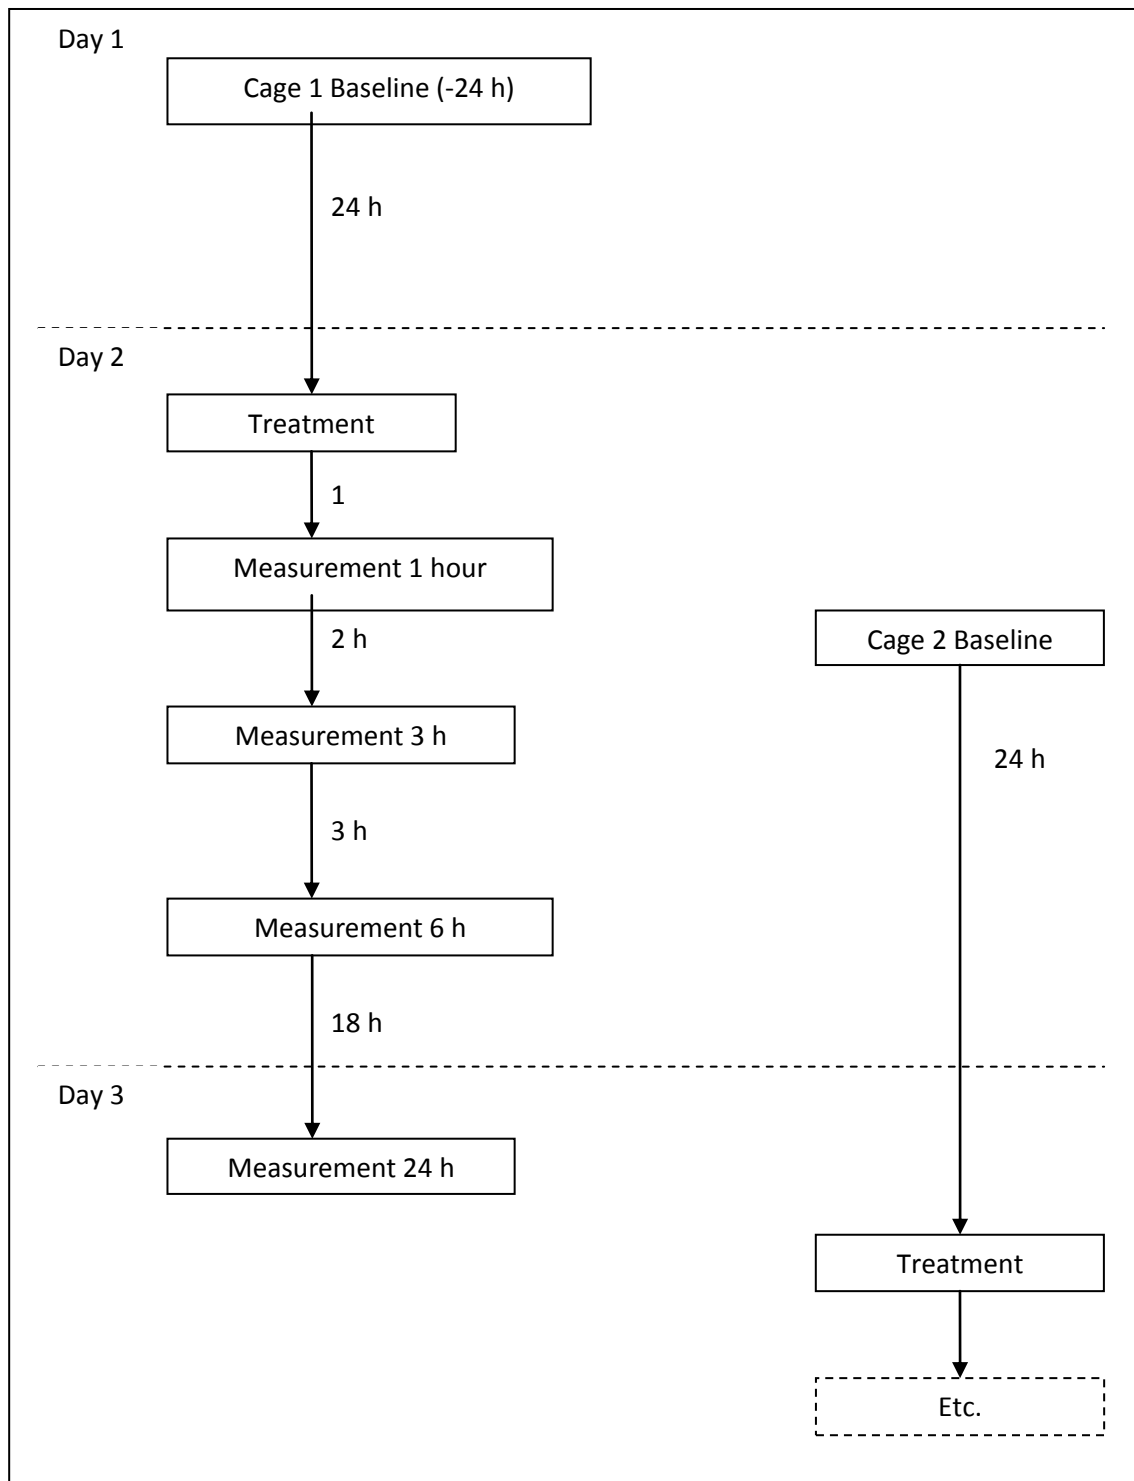 Day 1
Cage 1 Baseline (-24 h)
24 h
Day 2
Treatment
1
Measurement 1 hour
2 h
Cage 2 Baseline
Measurement 3 h
24 h
3 h
Measurement 6 h
18 h
Day 3
Measurement 24 h
Treatment
Etc.